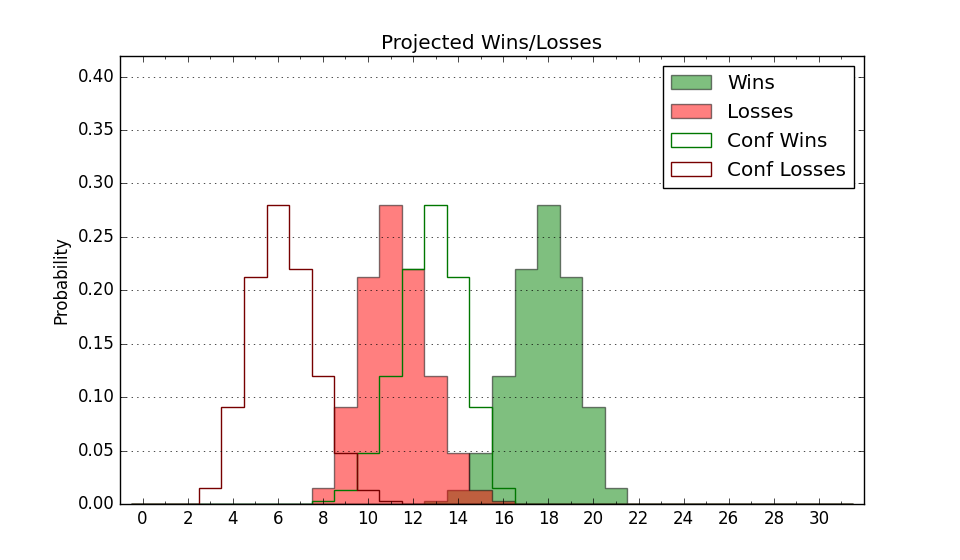 Projected Wins/Losses
Probability
0.40
0.35
0.30
0.25
0.20
0.15
0.10
0.05
0.00
0 2 4 6 8 10 12 14 16 18 20 22 24 26 28 30
Wins
Losses
Conf Wins
Conf Losses